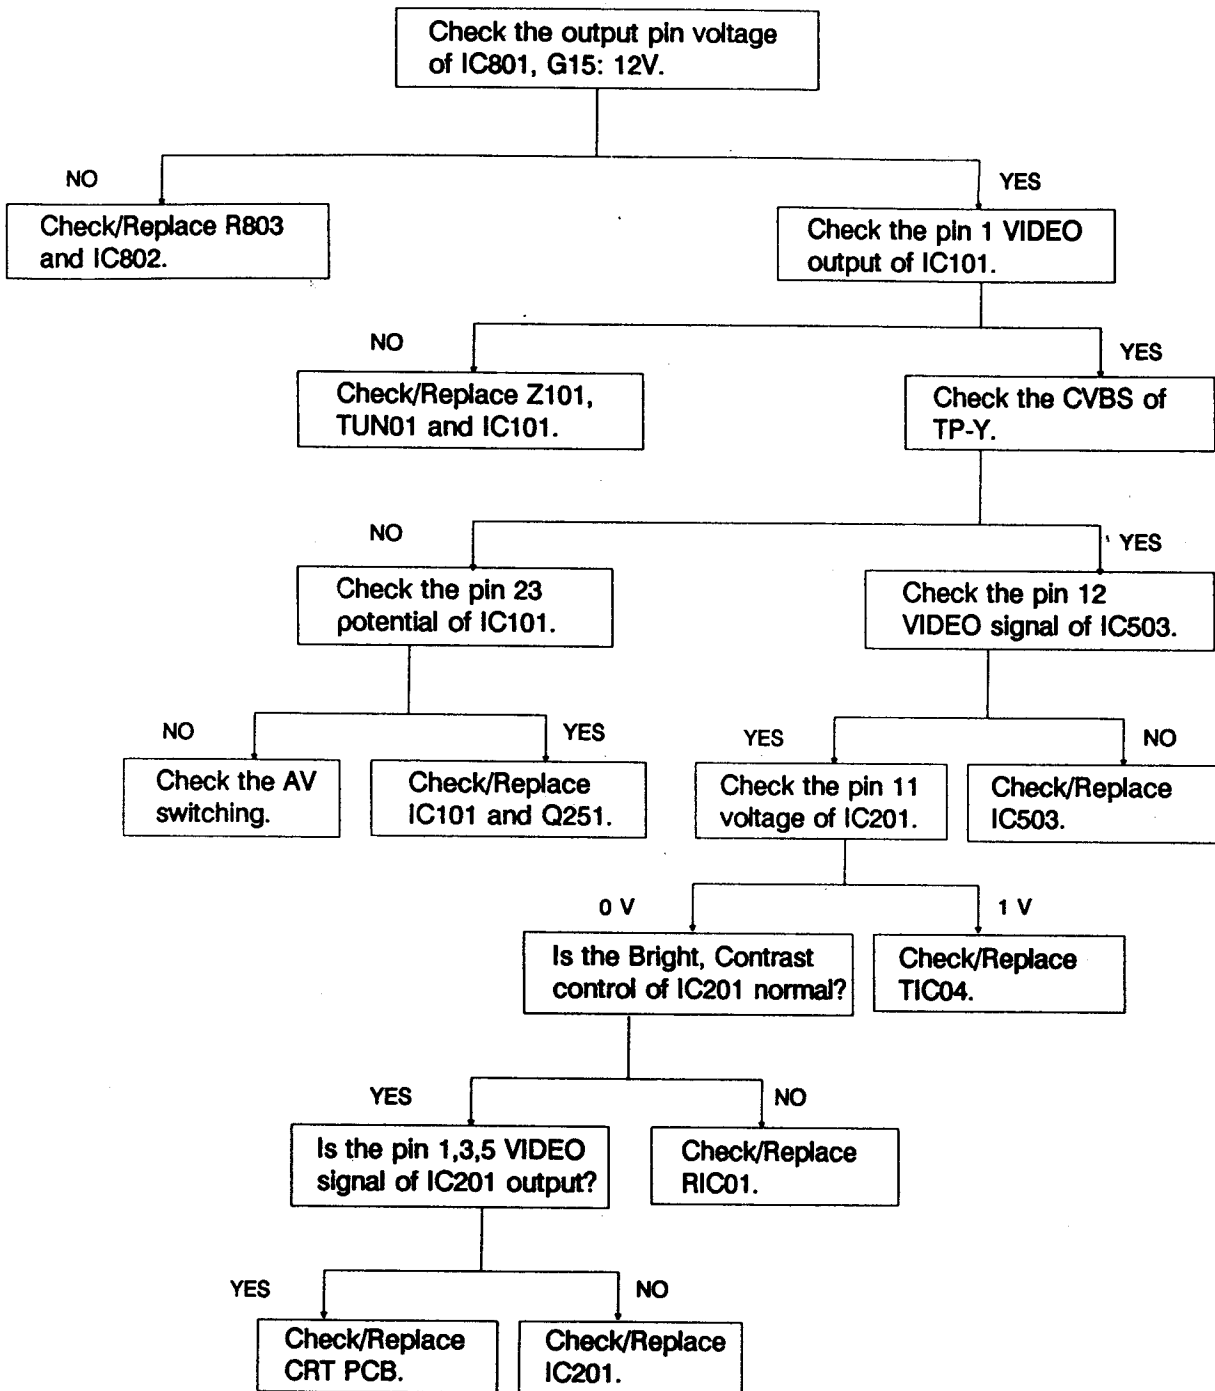 Check the output pin voltage
of IC801, G15: 12V.
NO
YES
Check/Replace R803
and IC802.
Check the pin 1 VIDEO
output of IC101.
NO
YES
Check/Replace Z101,
TUN01 and IC101.
Check the CVBS of
TP-Y.
NO
YES
Check the pin 23
potential of IC101.
Check the pin 12
VIDEO signal of IC503.
NO
YES
YES
NO
Check the AV
switching.
Check/Replace
IC101 and Q251.
Check the pin 11
voltage of IC201.
Check/Replace
IC503.
0 V
1 V
Is the Bright, Contrast
control of IC201 normal?
Check/Replace
TIC04.
YES
NO
Is the pin 1,3,5 VIDEO
signal of IC201 output?
Check/Replace
RIC01.
YES
NO
Check/Replace
CRT PCB.
Check/Replace
IC201.